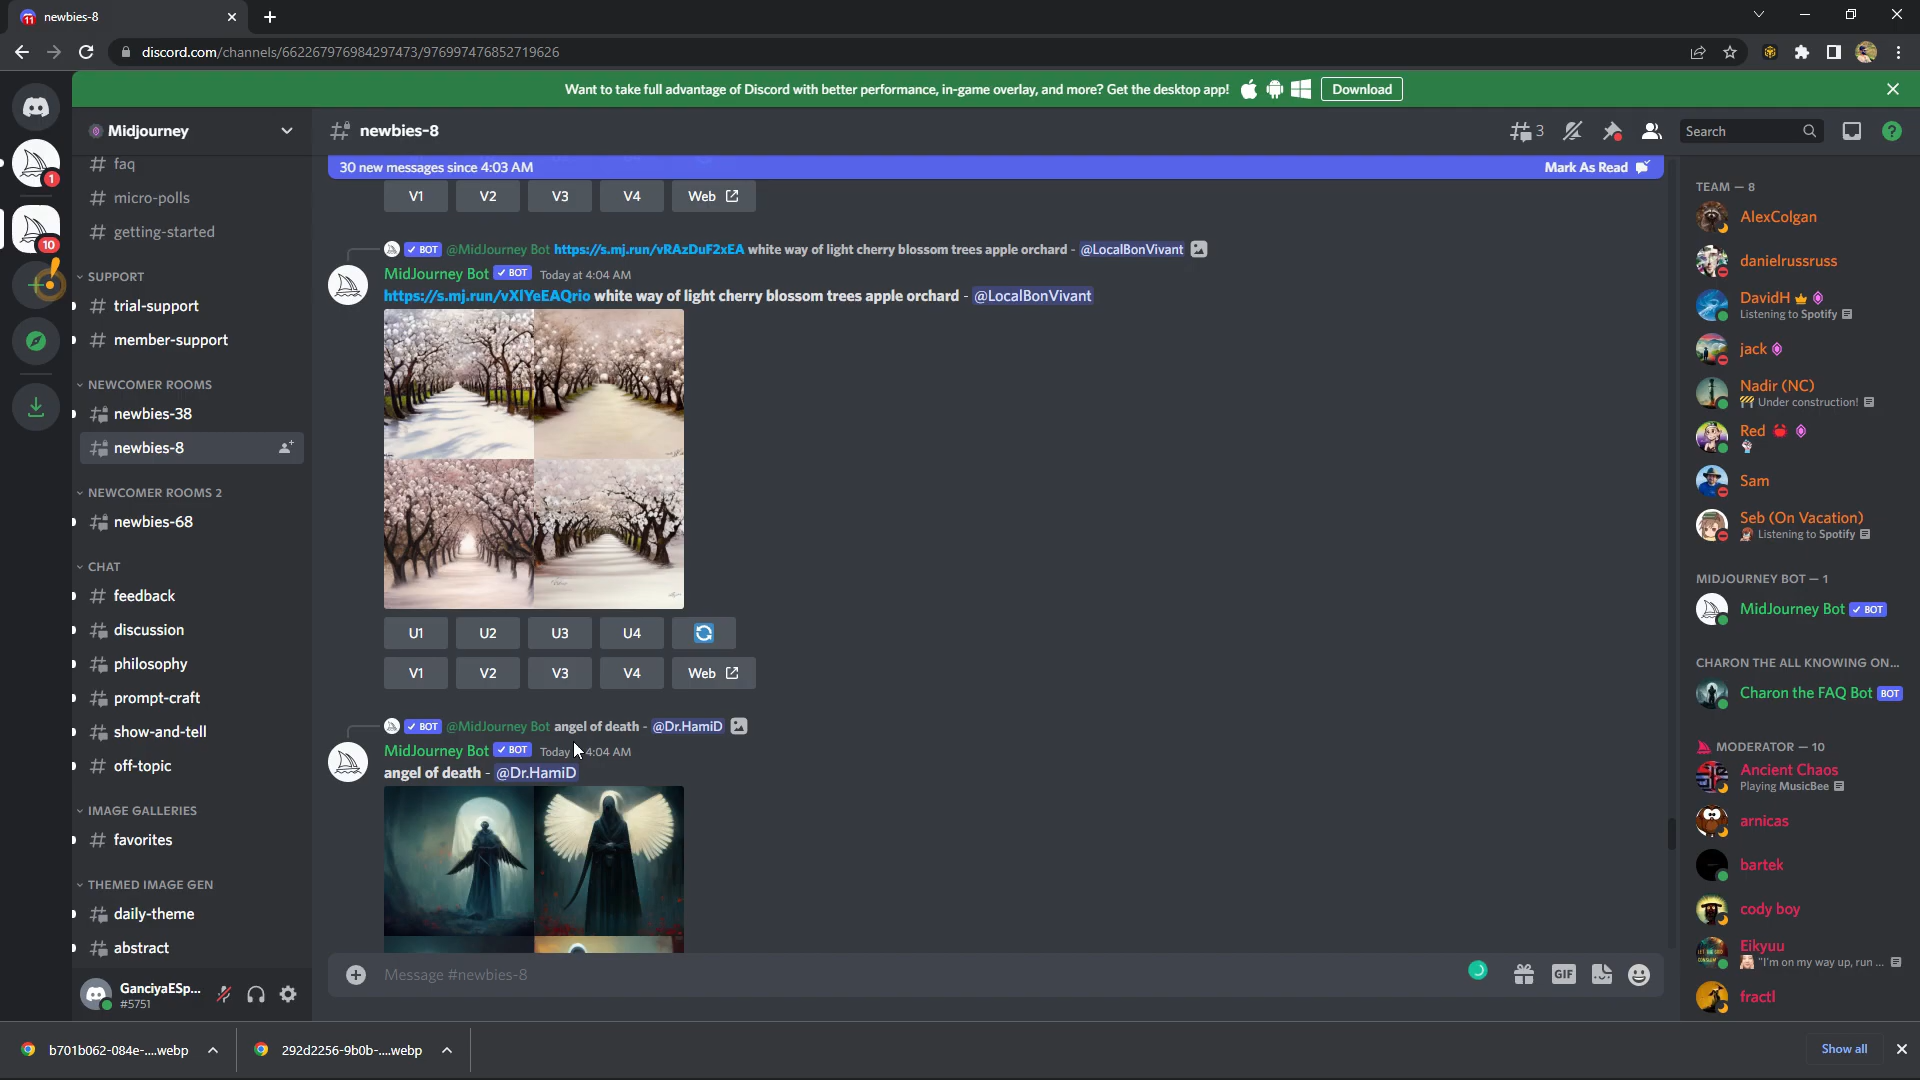 newbies-8
discord.com/channels/662267976984297473/976997476852719626
Want to take full advantage of Discord with better performance, in-game overlay, and more? Get the desktop app! Download
Midjourney
newbies-8
3
Search
1
10
faq
micro-polls
getting-started
SUPPORT
trial-support
member-support
NEWCOMER ROOMS
newbies-38
newbies-8
NEWCOMER ROOMS 2
newbies-68
CHAT
feedback
discussion
philosophy
prompt-craft
show-and-tell
off-topic
IMAGE GALLERIES
favorites
THEMED IMAGE GEN
daily-theme
abstract
GanciyaESp...
#5751
30 new messages since 4:03 AM Mark As Read
V1 V2 V3 V4 Web
BOT @MidJourney Bot https://s.mj.run/vRAzDuF2xEA white way of light cherry blossom trees apple orchard - @LocalBonVivant
MidJourney Bot BOT Today at 4:04 AM
https://s.mj.run/vXlYeEAQrio white way of light cherry blossom trees apple orchard - @LocalBonVivant
U1 U2 U3 U4
V1 V2 V3 V4 Web
BOT @MidJourney Bot angel of death - @Dr.HamiD
MidJourney Bot BOT Today 4:04 AM
angel of death - @Dr.HamiD
Message #newbies-8
GIF
TEAM — 8
AlexColgan
danielrussruss
DavidH
Listening to Spotify
jack
Nadir (NC)
Under construction!
Red
Sam
Seb (On Vacation)
Listening to Spotify
MIDJOURNEY BOT — 1
MidJourney Bot BOT
CHARON THE ALL KNOWING ON...
Charon the FAQ Bot BOT
MODERATOR — 10
Ancient Chaos
Playing MusicBee
arnicas
bartek
cody boy
Eikyuu
"I'm on my way up, run ...
fractl
b701b062-084e-....webp
292d2256-9b0b-....webp
Show all